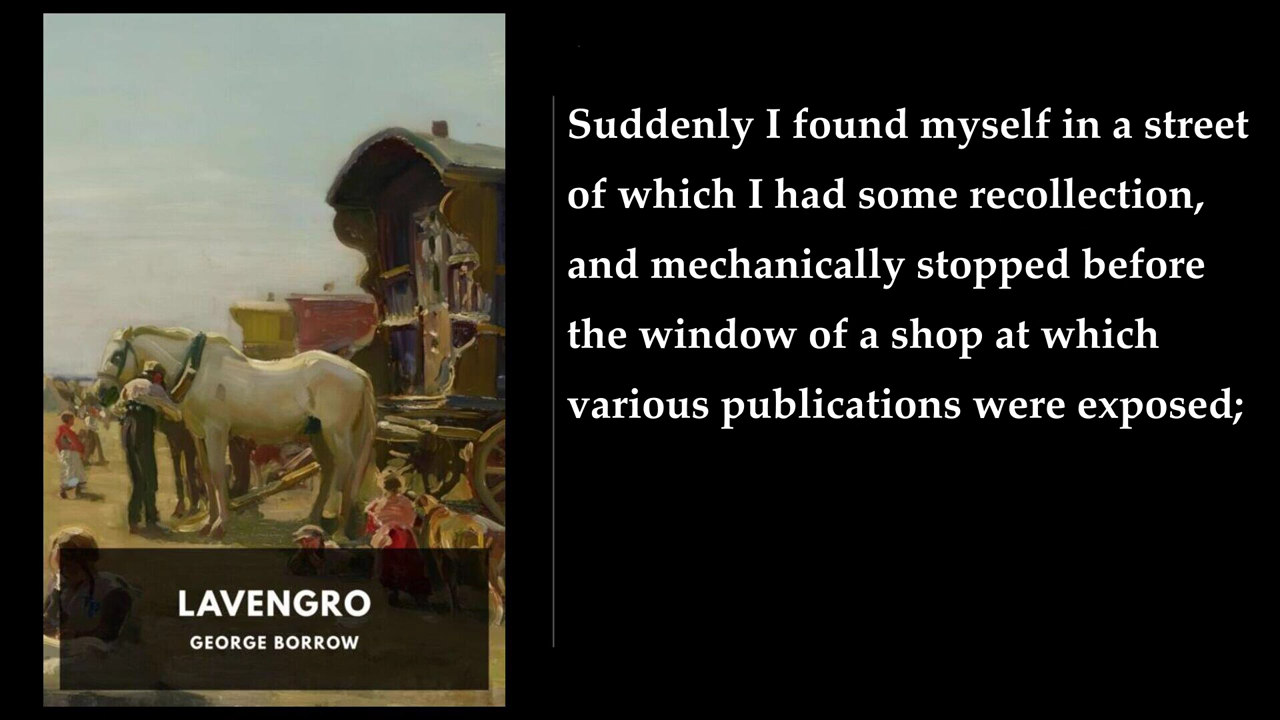 LAVENGRO
GEORGE BORROW
Suddenly I found myself in a street
of which I had some recollection,
and mechanically stopped before
the window of a shop at which
various publications were exposed;